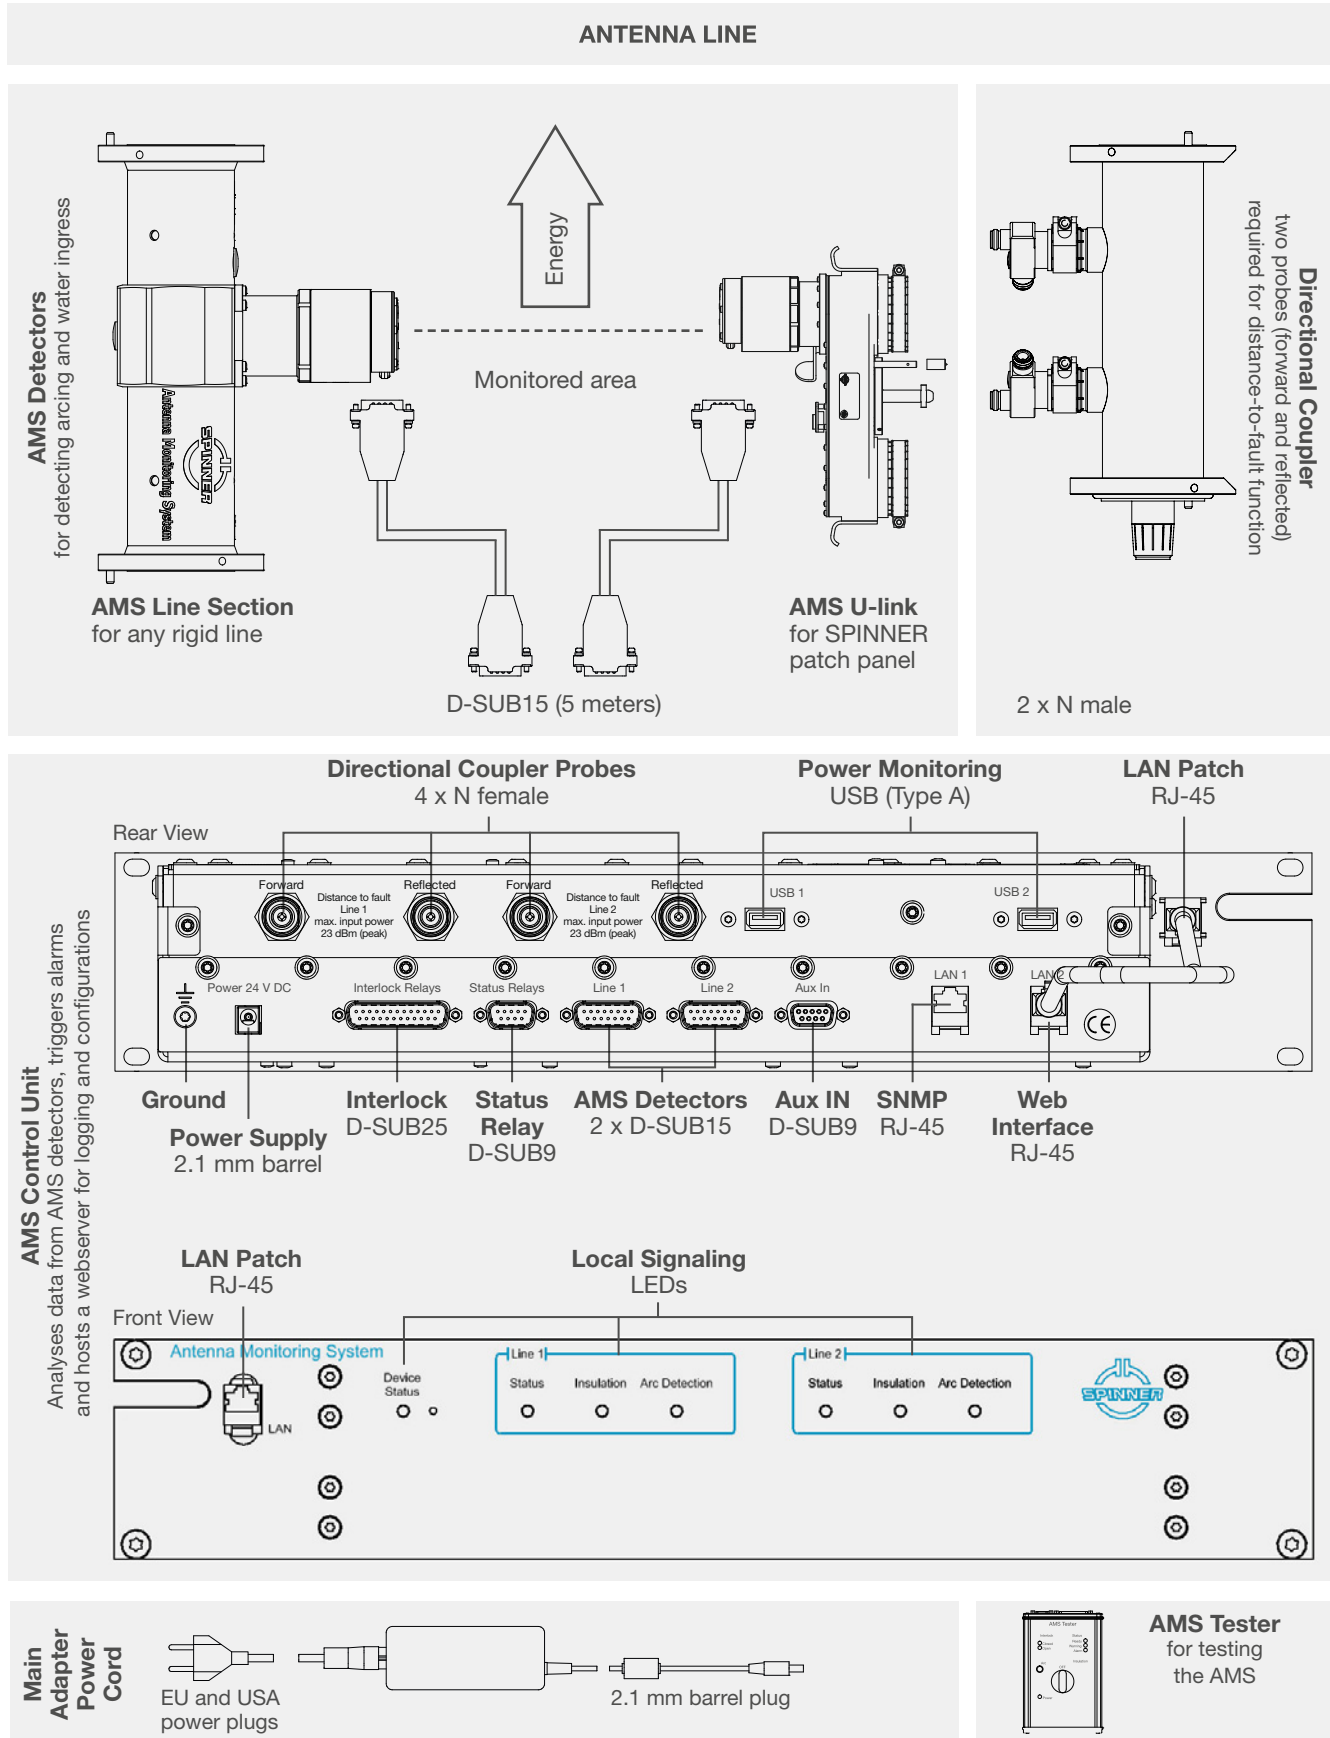 ANTENNA LINE
AMS Detectors
for detecting arcing and water ingress
SPINNER
Antenna Monitoring System
Energy
Monitored area
AMS Line Section
for any rigid line
D-SUB15 (5 meters)
AMS U-link
for SPINNER
patch panel
Directional Coupler
two probes (forward and reflected)
required for distance-to-fault function
2 x N male
AMS Control Unit
Analyses data from AMS detectors, triggers alarms
and hosts a webserver for logging and configurations
Directional Coupler Probes
4 x N female
Power Monitoring
USB (Type A)
LAN Patch
RJ-45
Rear View
Forward
Distance to fault
Line 1
max. input power
23 dBm (peak)
Reflected
Forward
Distance to fault
Line 2
max. input power
23 dBm (peak)
Reflected
USB 1
USB 2
Power 24 V DC
Interlock Relays
Status Relays
Line 1
Line 2
Aux In
LAN 1
LAN 2
CE
Ground
Power Supply
2.1 mm barrel
Interlock
D-SUB25
Status
Relay
D-SUB9
AMS Detectors
2 x D-SUB15
Aux IN
D-SUB9
SNMP
RJ-45
Web
Interface
RJ-45
LAN Patch
RJ-45
Local Signaling
LEDs
Front View
Antenna Monitoring System
LAN
Device
Status
Line 1
Status
Insulation
Arc Detection
Line 2
Status
Insulation
Arc Detection
SPINNER
Main
Adapter
Power
Cord
EU and USA
power plugs
2.1 mm barrel plug
AMS Tester
AMS Tester
for testing
the AMS